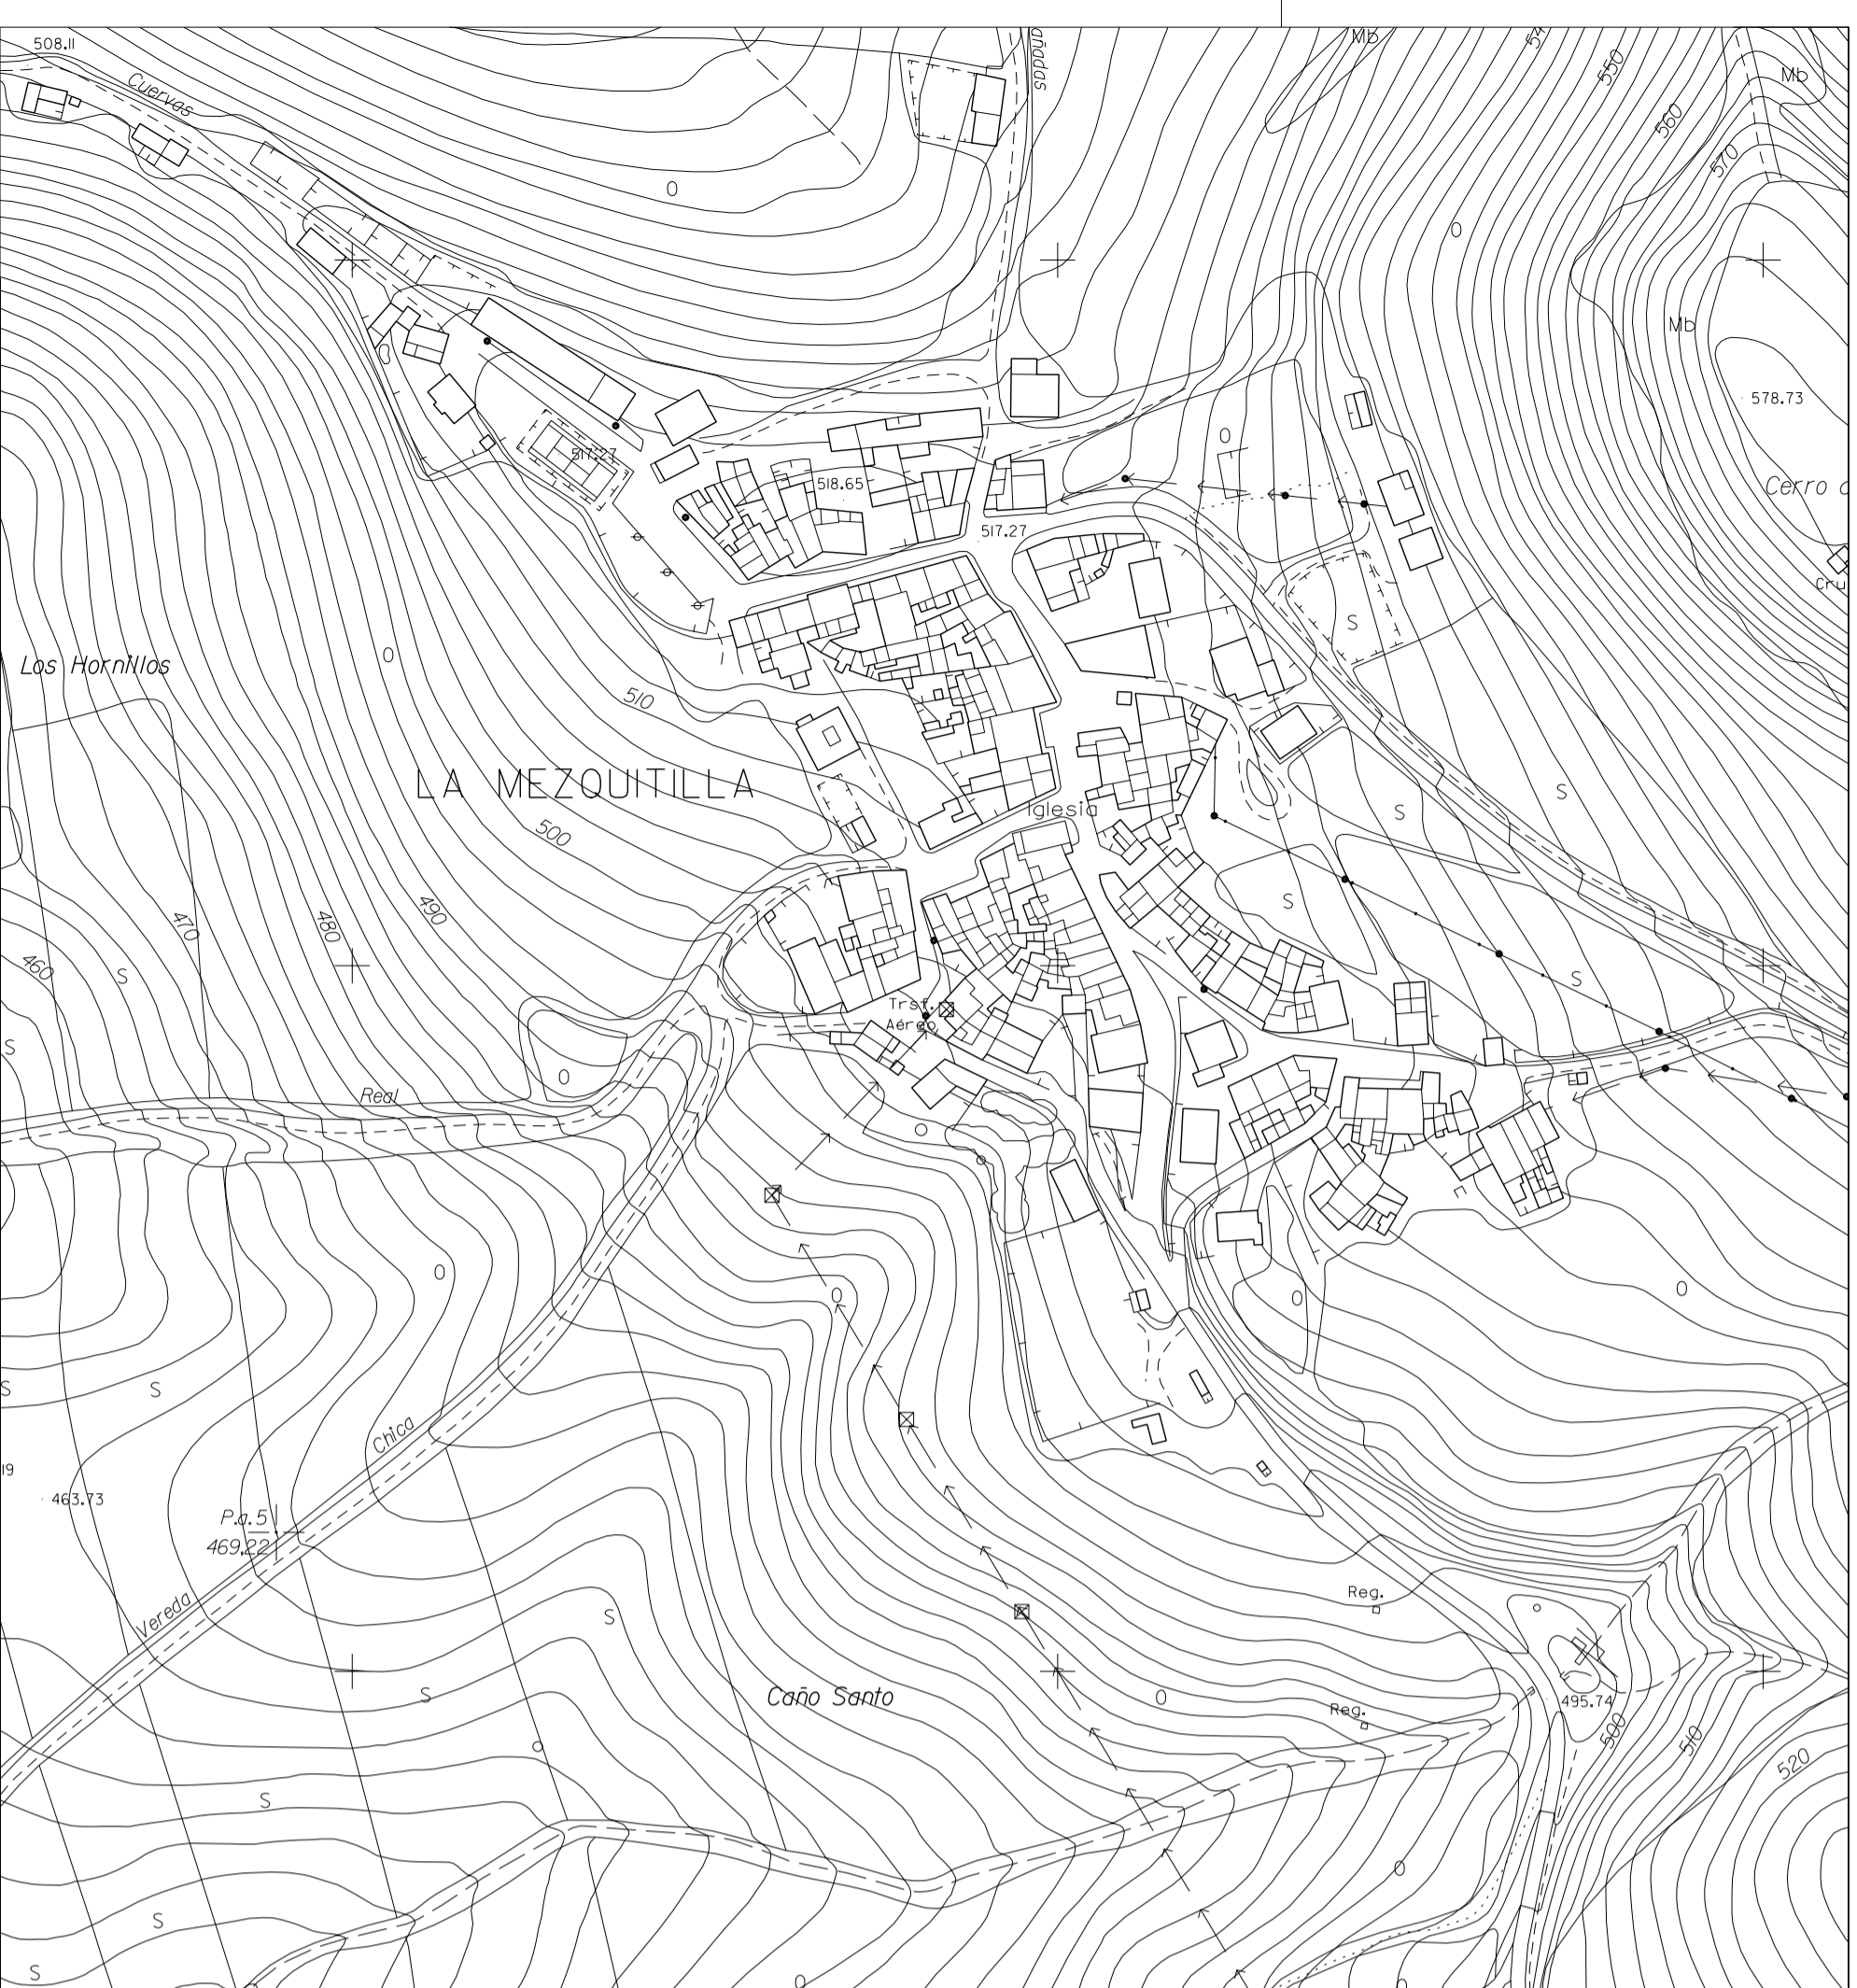 508.11
Cuervas
añadas
Mb
550
Mb
560
570
O
O
Mb
578.73
Cerro
O
517.27
518.65
517.27
Cru
S
Los Hornillos
O
510
LA MEZQUITILLA
Iglesia
S
S
500
490
480
470
460
S
S
S
Trsf.
Aéreo
S
O
Real
O
O
O
O
O
S
S
Chica
19
463.73
P.a.5
469,22
Vereda
Reg.
S
S
Caño Santo
O
Reg.
495.74
500
510
520
S
O
S
S
O